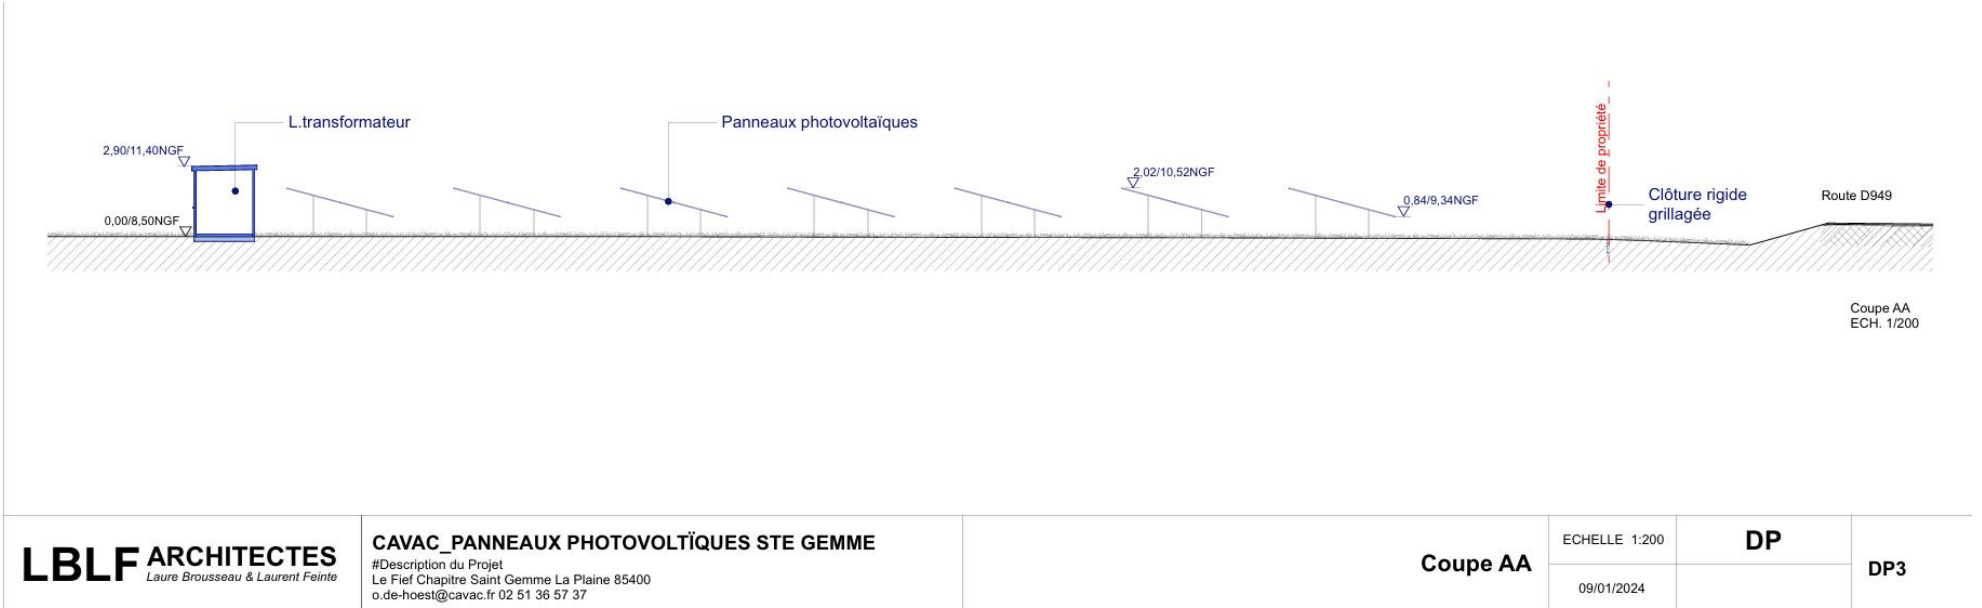 L.transformateur
Panneaux photovoltaïques
2,90/11,40NGF
0,00/8,50NGF
2,02/10,52NGF
0,84/9,34NGF
Limite de propriété
Clôture rigide
grillagée
Route D949
Coupe AA
ECH. 1/200
LBLF ARCHITECTES
Laure Brousseau & Laurent Feinte
CAVAC_PANNEAUX PHOTOVOLTÏQUES STE GEMME
#Description du Projet
Le Fief Chapitre Saint Gemme La Plaine 85400
o.de-hoest@cavac.fr 02 51 36 57 37
Coupe AA
ECHELLE 1:200
09/01/2024
DP
DP3